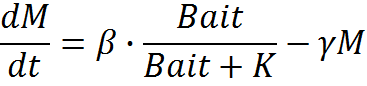 dM/dt = β · Bait/(Bait + K) − γM